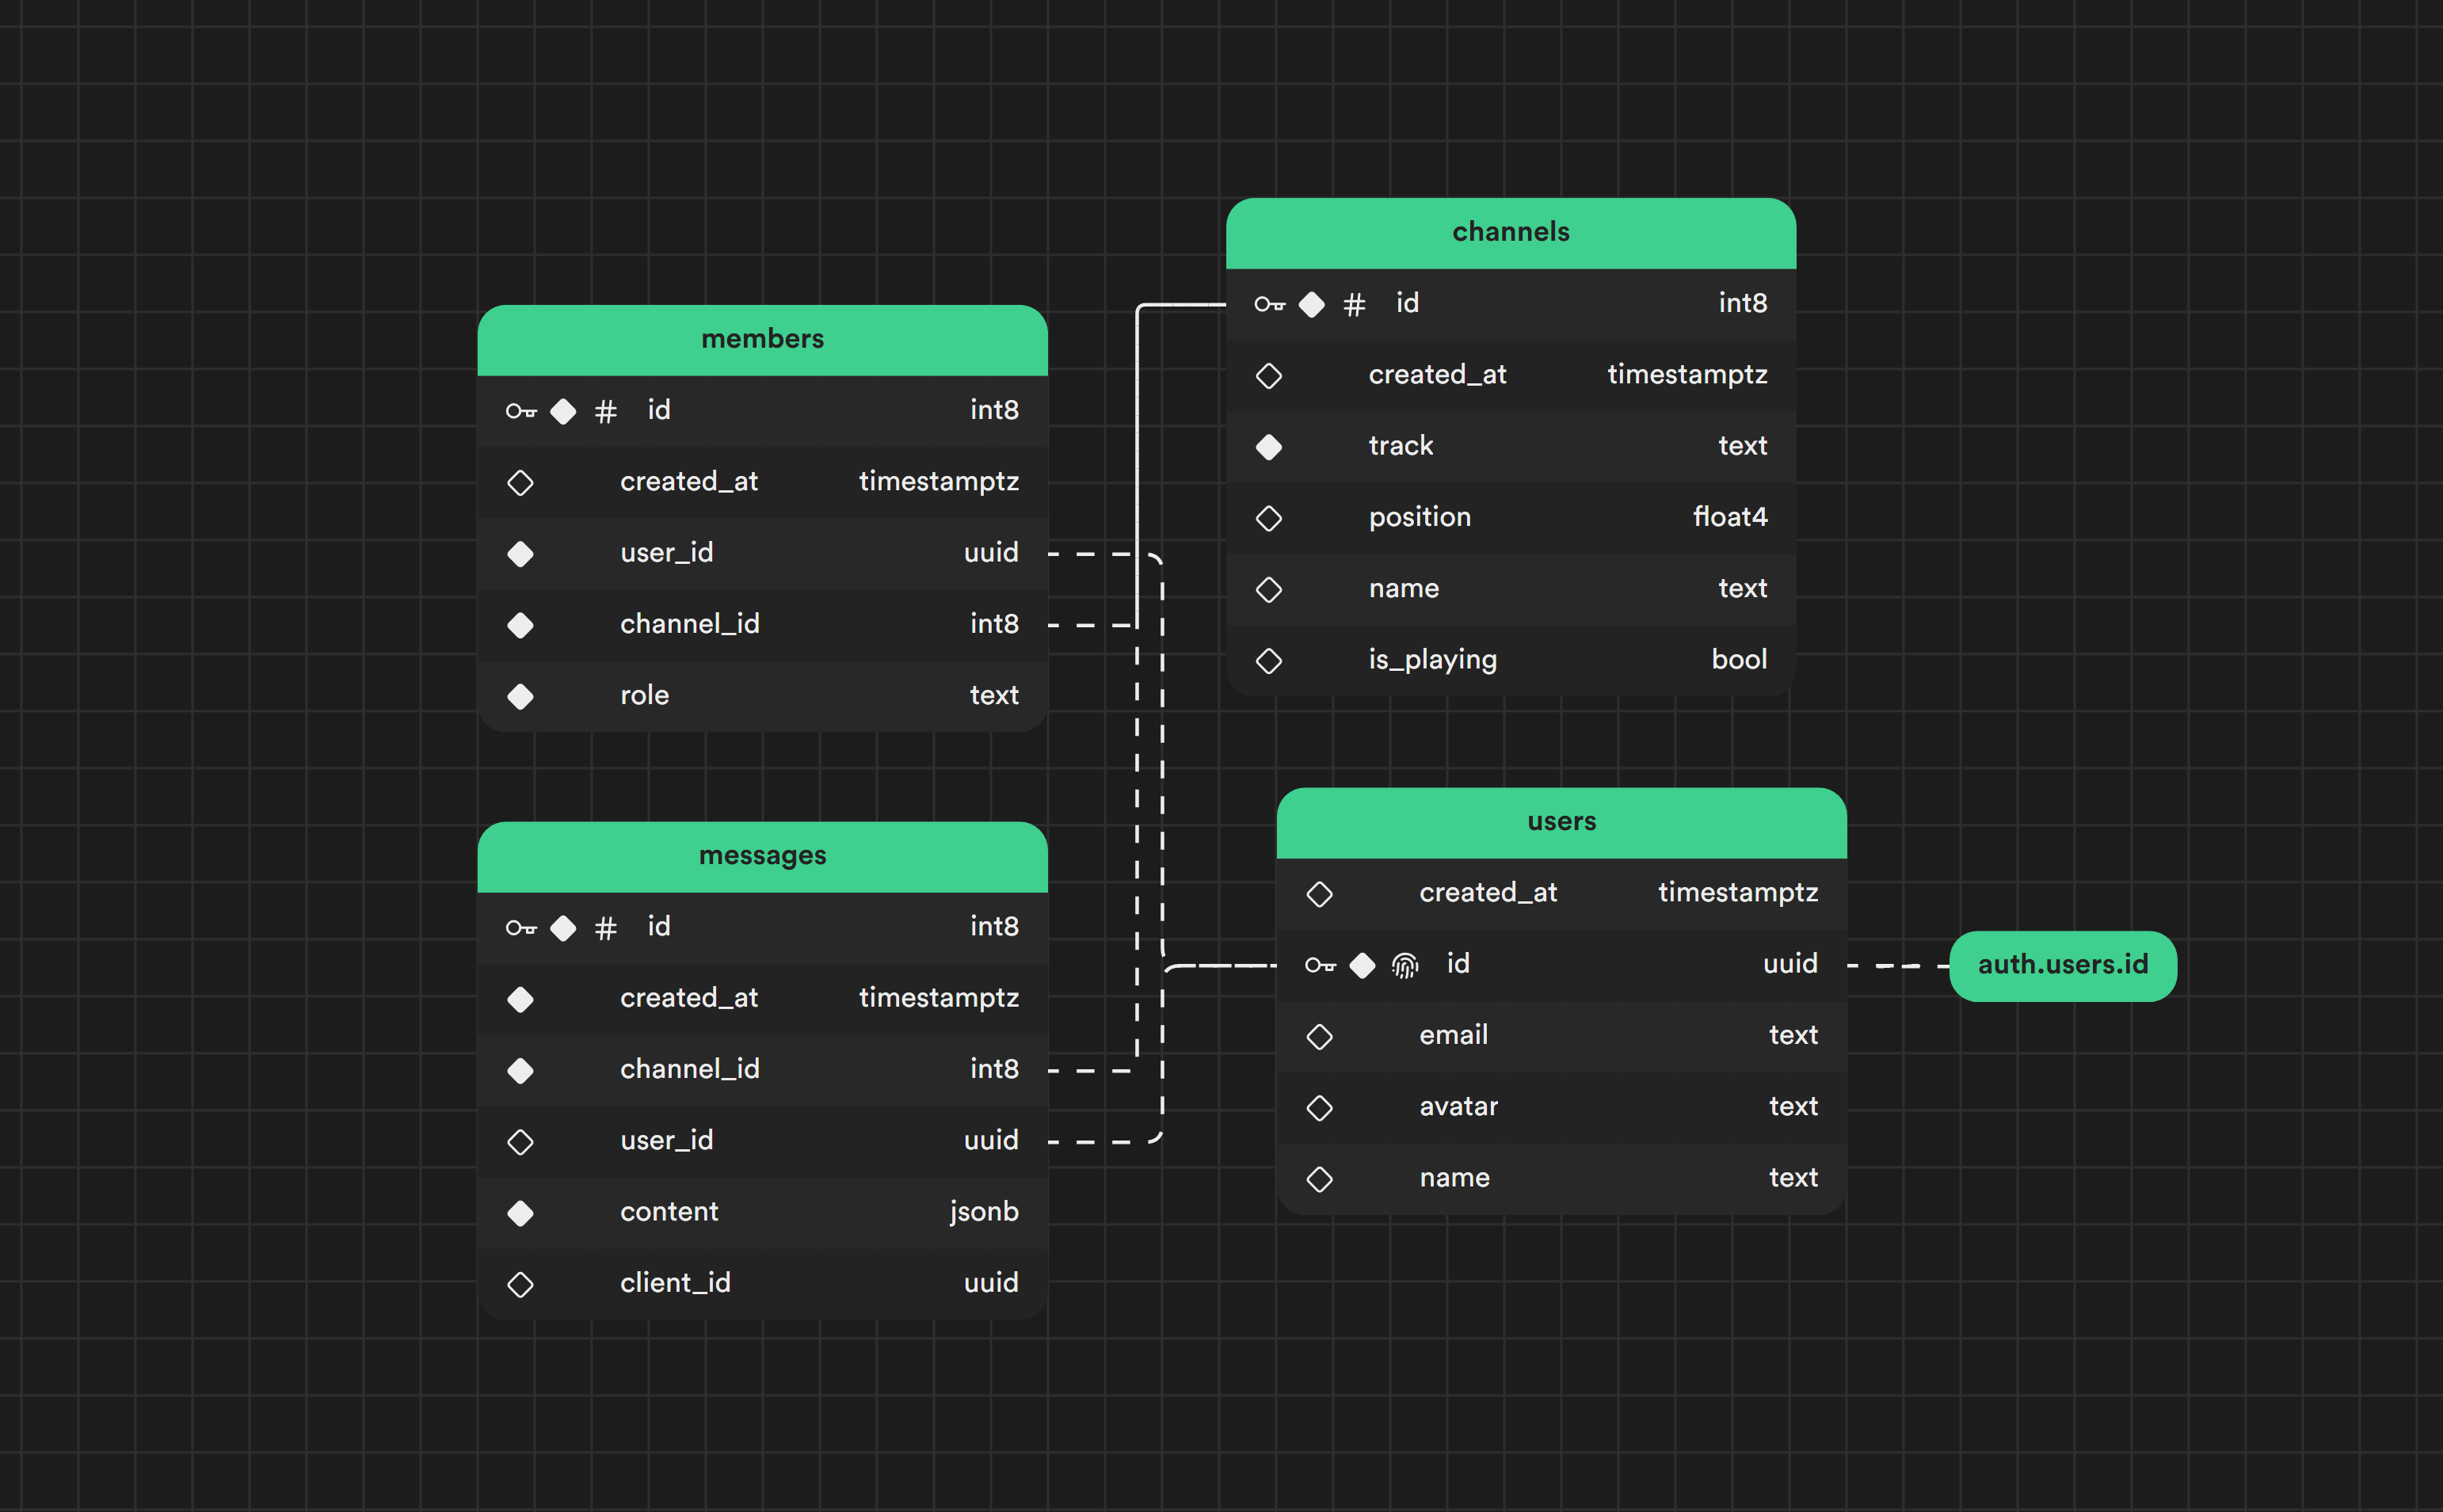 members
id int8
created_at timestamptz
user_id uuid
channel_id int8
role text
channels
# id int8
created_at timestamptz
track text
position float4
name text
is_playing bool
messages
# id int8
created_at timestamptz
channel_id int8
user_id uuid
content jsonb
client_id uuid
users
created_at timestamptz
id uuid
email text
avatar text
name text
auth.users.id